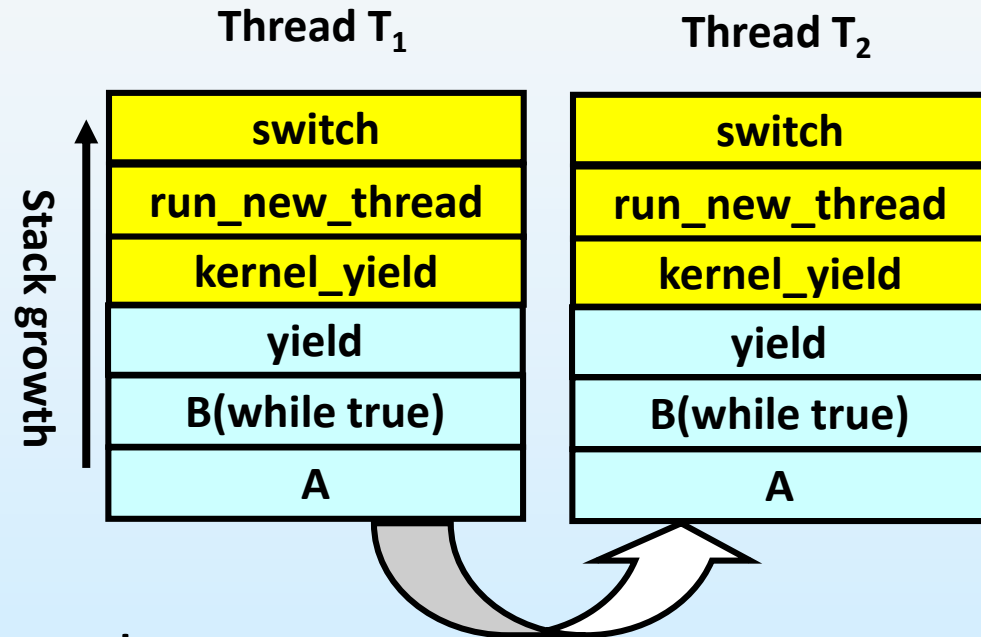 Thread T1
Thread T2
Stack growth
switch
run_new_thread
kernel_yield
yield
B(while true)
A
switch
run_new_thread
kernel_yield
yield
B(while true)
A